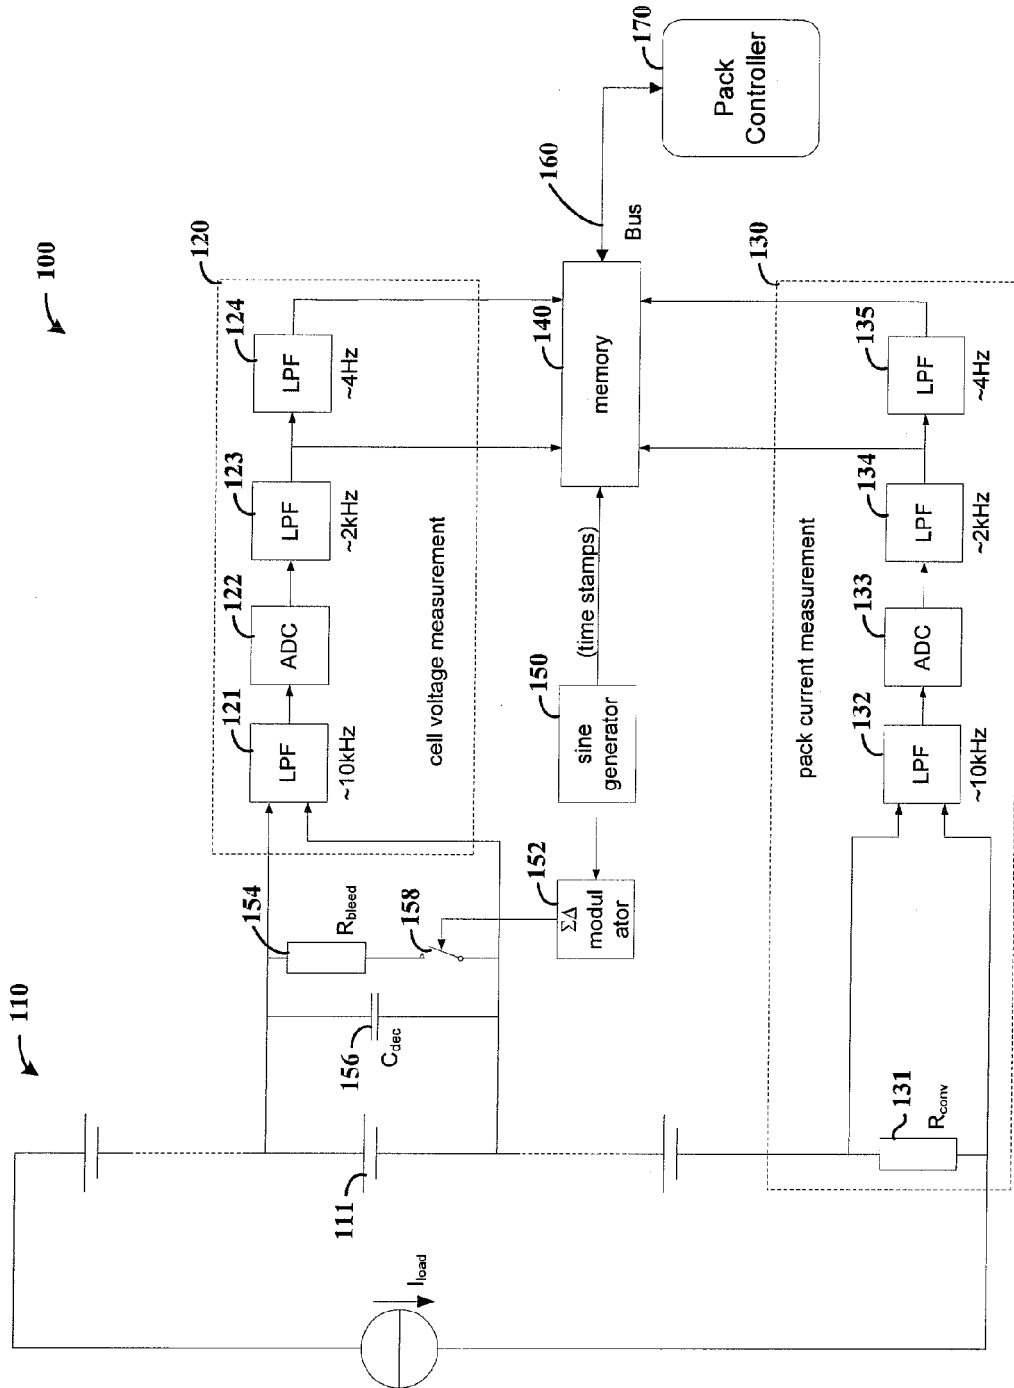 100
110
120
121
LPF
~10kHz
122
ADC
123
LPF
~2kHz
124
LPF
~4Hz
cell voltage measurement
154
R_bleed
158
156
C_dec
111
I_load
152
ΣΔ
modul
ator
150
sine
generator
(time stamps)
140
memory
160
Bus
170
Pack
Controller
130
pack current measurement
131
R_conv
132
LPF
~10kHz
133
ADC
134
LPF
~2kHz
135
LPF
~4Hz